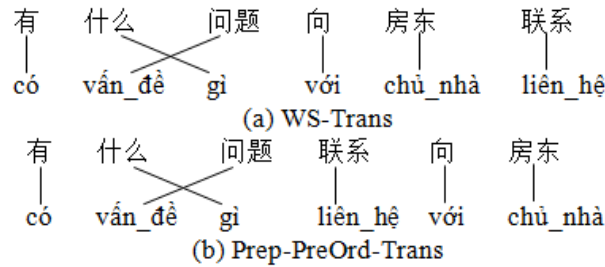 有 什么 问题 向 房东 联系
có vấn_đề gì với chủ_nhà liên_hệ
(a) WS-Trans
有 什么 问题 联系 向 房东
có vấn_đề gì liên_hệ với chủ_nhà
(b) Prep-PreOrd-Trans